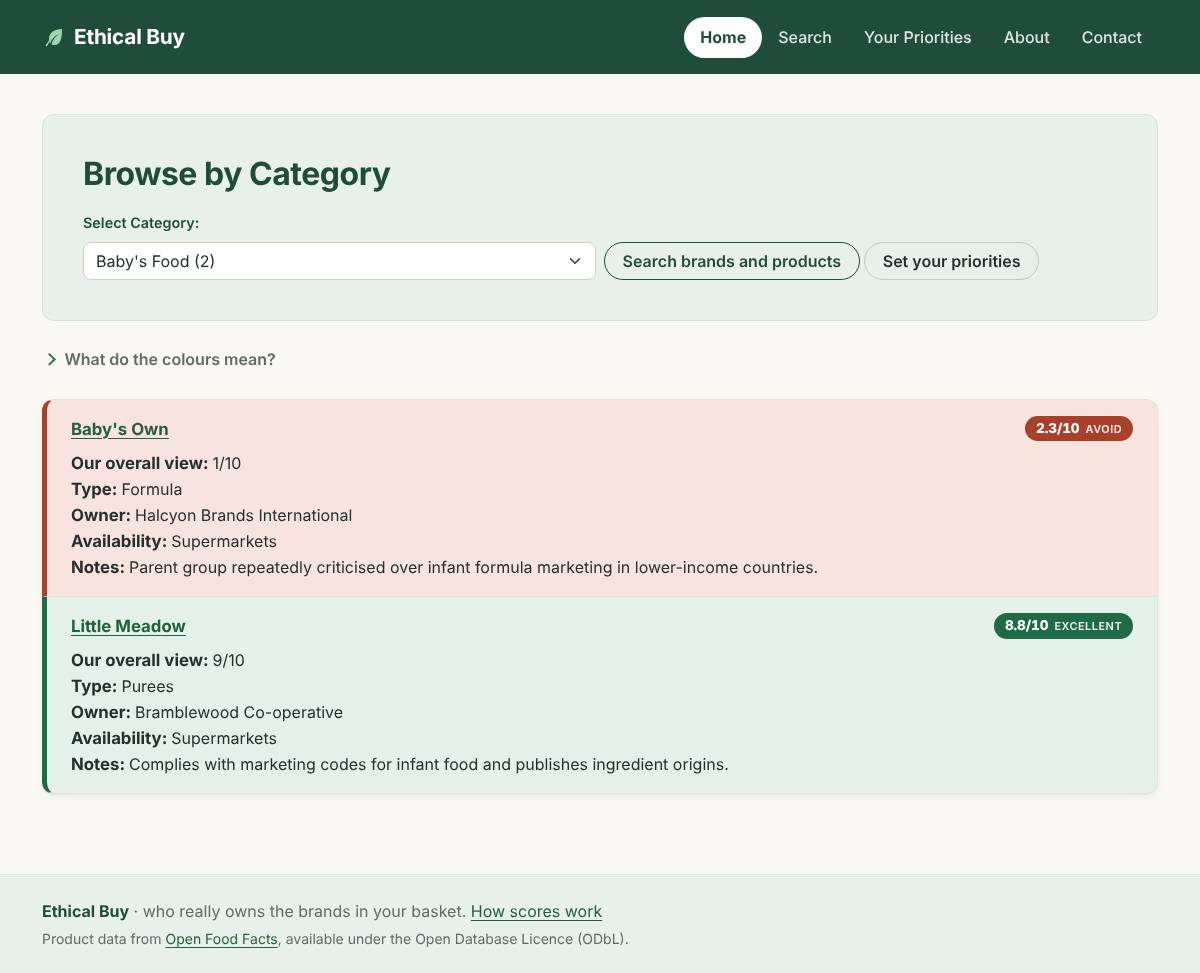 Ethical Buy
Home Search Your Priorities About Contact
Browse by Category
Select Category:
Baby's Food (2) Search brands and products Set your priorities
What do the colours mean?
Baby's Own 2.3/10 AVOID
Our overall view: 1/10
Type: Formula
Owner: Halcyon Brands International
Availability: Supermarkets
Notes: Parent group repeatedly criticised over infant formula marketing in lower-income countries.
Little Meadow 8.8/10 EXCELLENT
Our overall view: 9/10
Type: Purees
Owner: Bramblewood Co-operative
Availability: Supermarkets
Notes: Complies with marketing codes for infant food and publishes ingredient origins.
Ethical Buy · who really owns the brands in your basket. How scores work
Product data from Open Food Facts, available under the Open Database Licence (ODbL).